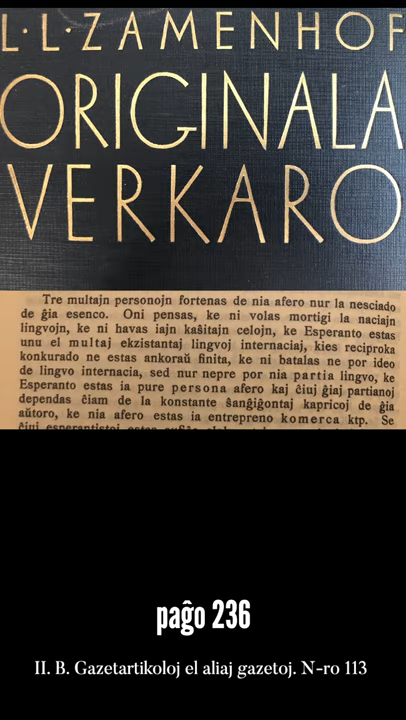 L·L·ZAMENHOF
ORIGINALA
VERKARO
Tre multajn personojn fortenas de nia afero nur la nesciado
de ĝia esenco. Oni pensas, ke ni volas mortigi la naciajn
lingvojn, ke ni havas iajn kaŝitajn celojn, ke Esperanto estas
unu el multaj ekzistantaj lingvoj internaciaj, kies reciproka
konkurado ne estas ankoraŭ finita, ke ni batalas ne por ideo
de lingvo internacia, sed nur nepre por nia partia lingvo, ke
Esperanto estas ia pure persona afero kaj ĉiuj ĝiaj partianoj
dependas ĉiam de la konstante ŝanĝiĝontaj kapricoj de ĝia
aŭtoro, ke nia afero estas ia entrepreno komerca ktp. Se
ĉiuj esperantistoj estas
paĝo 236
II. B. Gazetartikoloj el aliaj gazetoj. N-ro 113